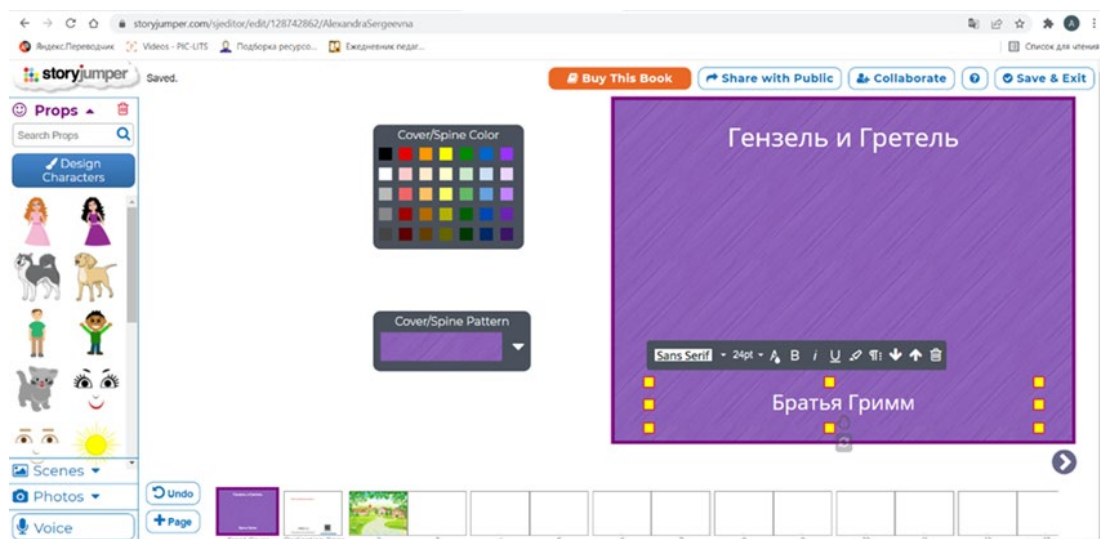 storyjumper.com/sjeditor/edit/128742862/AlexandraSergeevna
Яндекс.Переводчик Videos - PIC-LITS Подборка ресурсо... Ежедневник педаг... Список для чтения
storyjumper Saved. Buy This Book Share with Public Collaborate ? Save & Exit
Props
Search Props
Design
Characters
Scenes
Photos
Voice
Cover/Spine Color
Cover/Spine Pattern
Гензель и Гретель
Sans Serif 24pt A B i U
Братья Гримм
Undo
+ Page